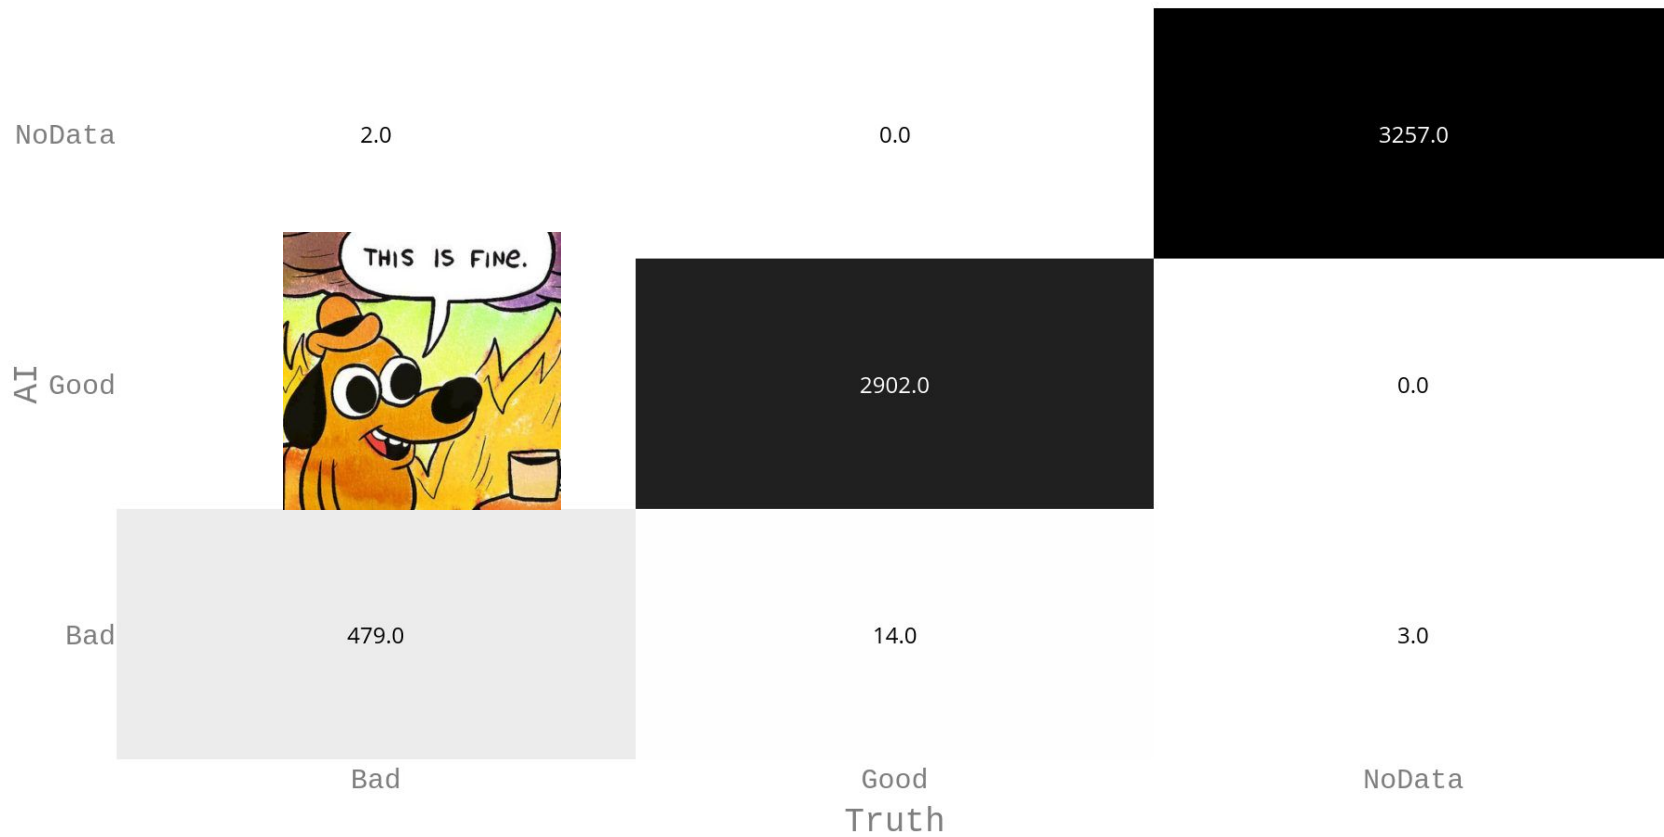 NoData 2.0 0.0 3257.0
THIS IS FINE.
AI Good 2902.0 0.0
Bad 479.0 14.0 3.0
Bad Good NoData
Truth